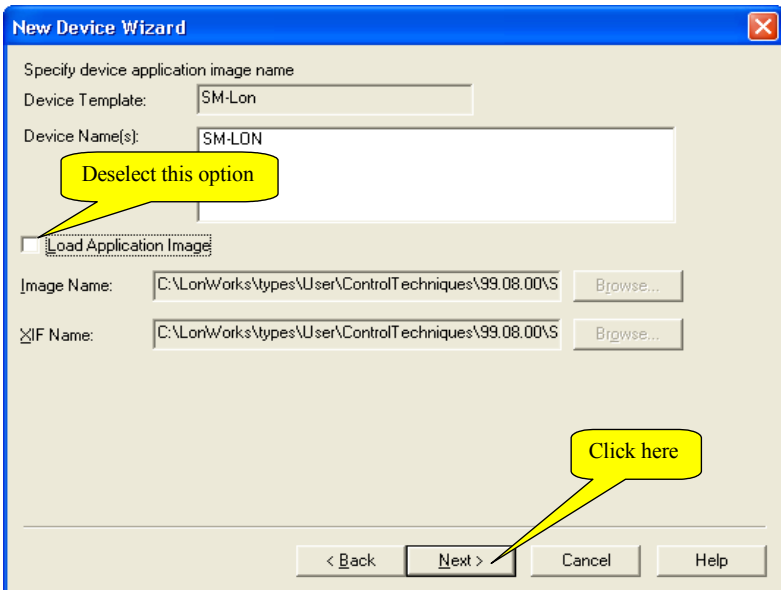 New Device Wizard
Specify device application image name
Device Template: SM-Lon
Device Name(s): SM-LON
Deselect this option
Load Application Image
Image Name: C:\LonWorks\types\User\ControlTechniques\99.08.00\S Browse...
XIF Name: C:\LonWorks\types\User\ControlTechniques\99.08.00\S Browse...
Click here
< Back Next > Cancel Help